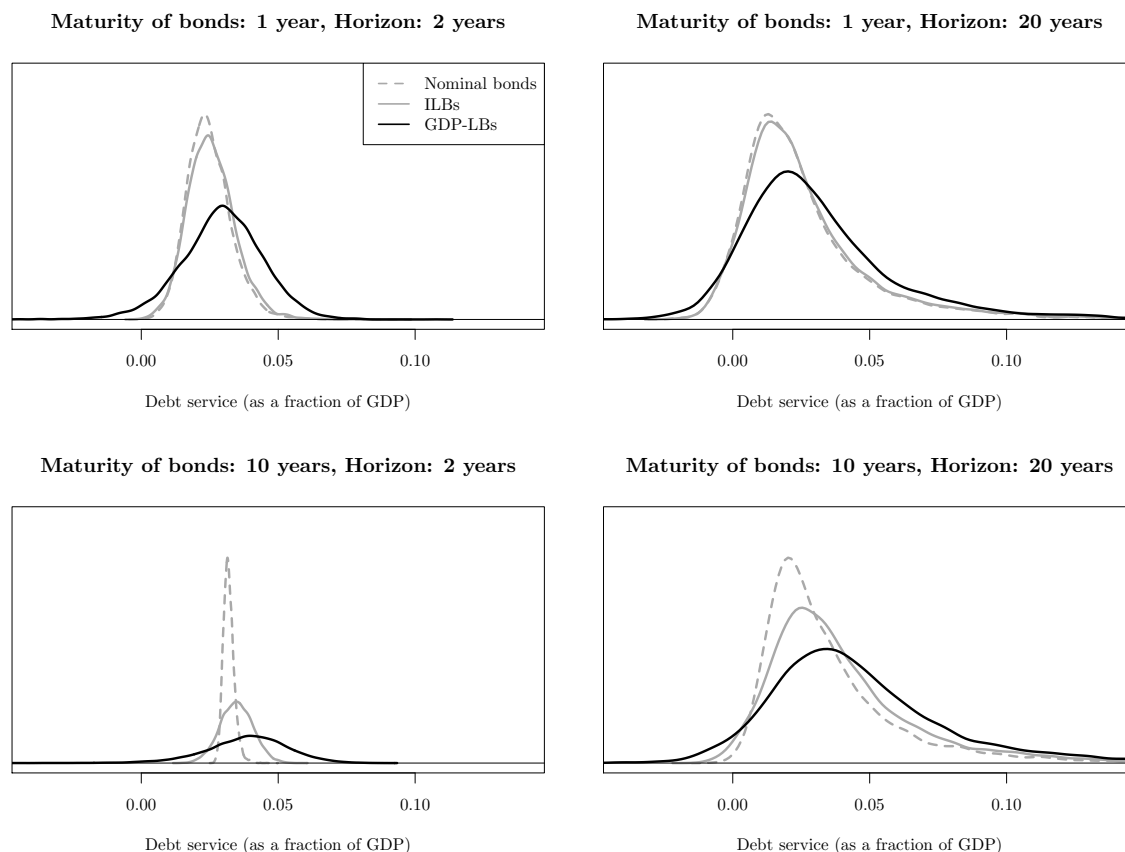 Maturity of bonds: 1 year, Horizon: 2 years
Nominal bonds
ILBs
GDP-LBs
0.00 0.05 0.10
Debt service (as a fraction of GDP)
Maturity of bonds: 1 year, Horizon: 20 years
0.00 0.05 0.10
Debt service (as a fraction of GDP)
Maturity of bonds: 10 years, Horizon: 2 years
0.00 0.05 0.10
Debt service (as a fraction of GDP)
Maturity of bonds: 10 years, Horizon: 20 years
0.00 0.05 0.10
Debt service (as a fraction of GDP)